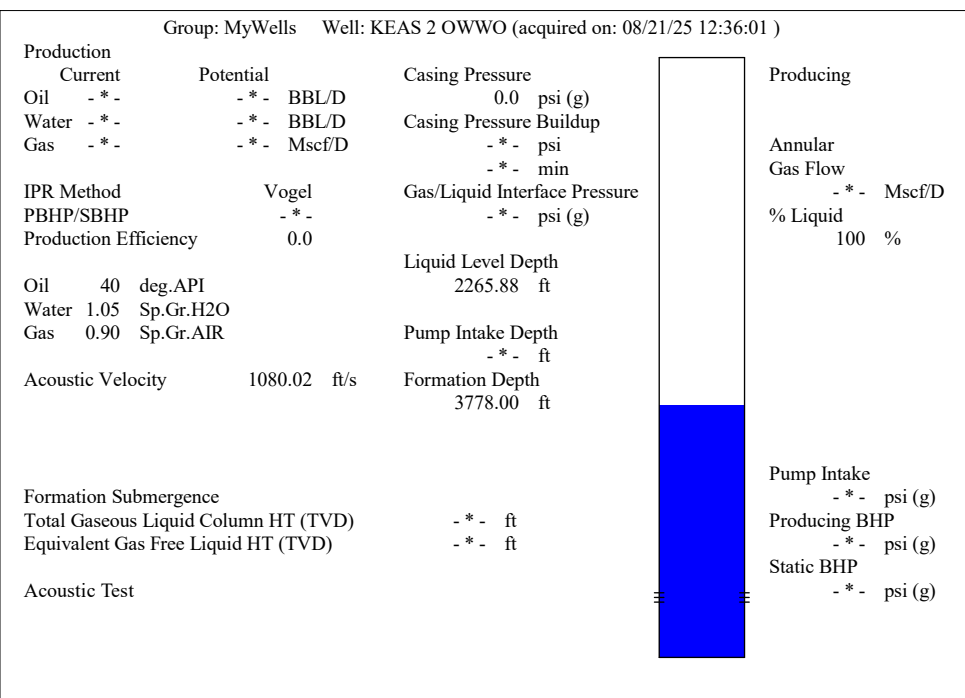 Group: MyWells Well: KEAS 2 OWWO (acquired on: 08/21/25 12:36:01 )
Production
Current Potential
Oil - * - - * - BBL/D
Water - * - - * - BBL/D
Gas - * - - * - Mscf/D
IPR Method Vogel
PBHP/SBHP - * -
Production Efficiency 0.0
Oil 40 deg.API
Water 1.05 Sp.Gr.H2O
Gas 0.90 Sp.Gr.AIR
Acoustic Velocity 1080.02 ft/s
Formation Submergence
Total Gaseous Liquid Column HT (TVD) - * - ft
Equivalent Gas Free Liquid HT (TVD) - * - ft
Acoustic Test
Casing Pressure
0.0 psi (g)
Casing Pressure Buildup
- * - psi
- * - min
Gas/Liquid Interface Pressure
- * - psi (g)
Liquid Level Depth
2265.88 ft
Pump Intake Depth
- * - ft
Formation Depth
3778.00 ft
Producing
Annular
Gas Flow
- * - Mscf/D
% Liquid
100 %
Pump Intake
- * - psi (g)
Producing BHP
- * - psi (g)
Static BHP
- * - psi (g)